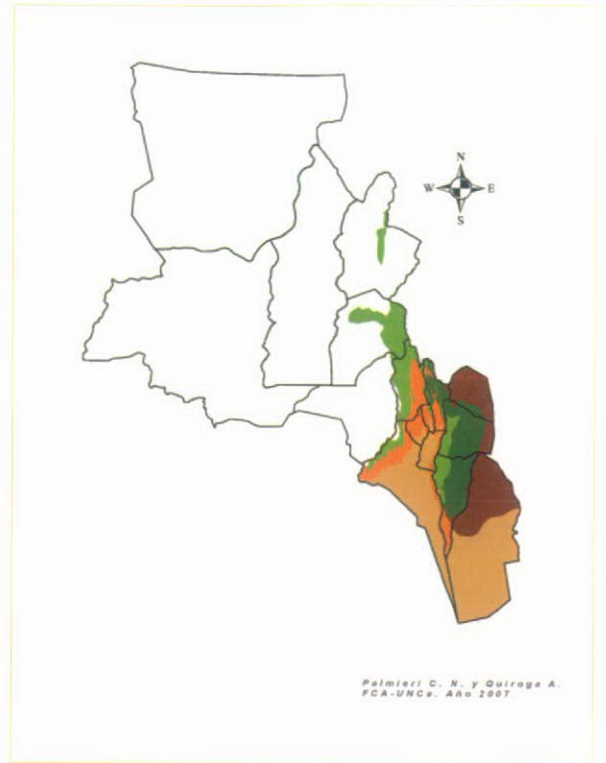 N
W E
S
Palmieri C. N. y Quiroga A.
FCA-UNCa. Año 2007